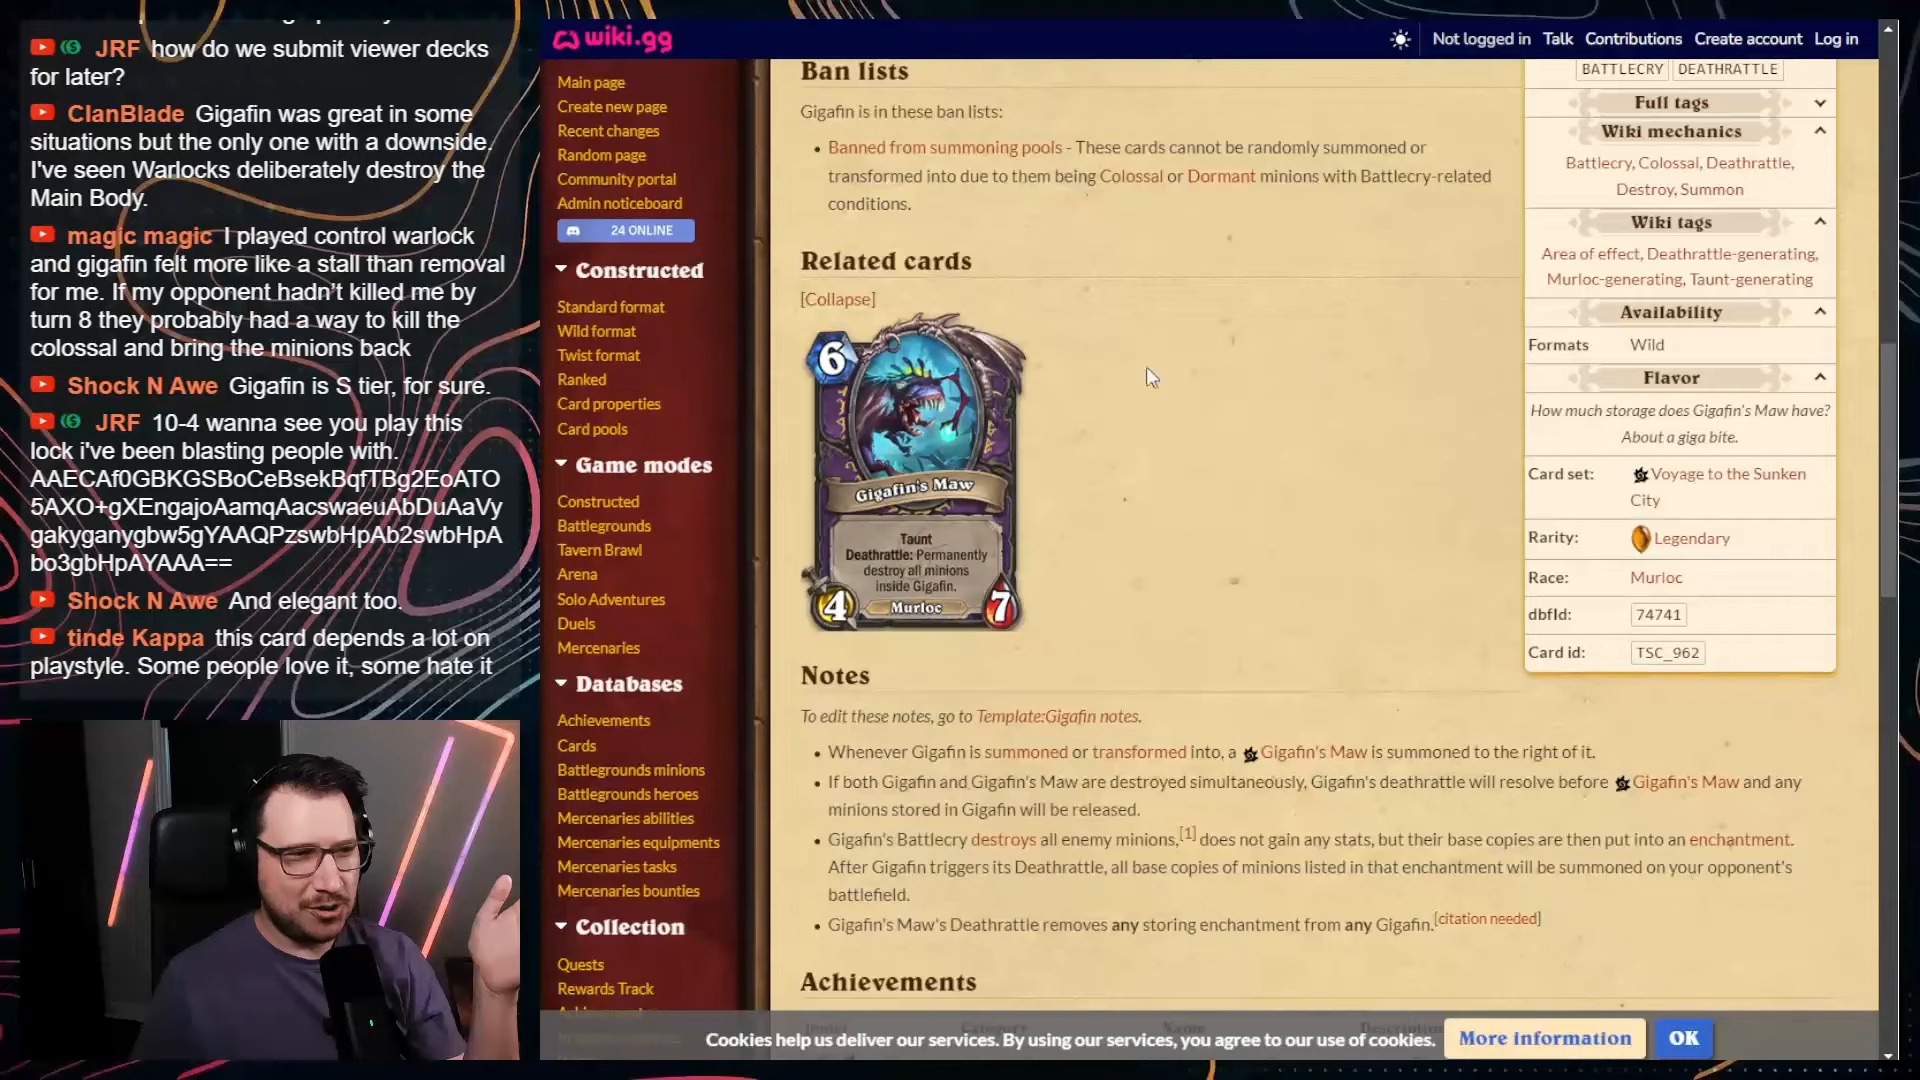 JRF how do we submit viewer decks
for later?
ClanBlade Gigafin was great in some
situations but the only one with a downside.
I've seen Warlocks deliberately destroy the
Main Body.
magic magic I played control warlock
and gigafin felt more like a stall than removal
for me. If my opponent hadn't killed me by
turn 8 they probably had a way to kill the
colossal and bring the minions back
Shock N Awe Gigafin is S tier, for sure.
JRF 10-4 wanna see you play this
lock i've been blasting people with.
AAECAf0GBKGSBoCeBsekBqfTBg2EoATO
5AXO+gXEngajoAamqAacswaeuAbDuAaVy
gakyganygbw5gYAAQPzswbHpAb2swbHpA
bo3gbHpAYAAA==
Shock N Awe And elegant too.
tinde Kappa this card depends a lot on
playstyle. Some people love it, some hate it
wiki.gg
Not logged in Talk Contributions Create account Log in
Main page
Create new page
Recent changes
Random page
Community portal
Admin noticeboard
24 ONLINE
Constructed
Standard format
Wild format
Twist format
Ranked
Card properties
Card pools
Game modes
Constructed
Battlegrounds
Tavern Brawl
Arena
Solo Adventures
Duels
Mercenaries
Databases
Achievements
Cards
Battlegrounds minions
Battlegrounds heroes
Mercenaries abilities
Mercenaries equipments
Mercenaries tasks
Mercenaries bounties
Collection
Quests
Rewards Track
Ban lists
Gigafin is in these ban lists:
• Banned from summoning pools - These cards cannot be randomly summoned or
transformed into due to them being Colossal or Dormant minions with Battlecry-related
conditions.
Related cards
[Collapse]
6
Gigafin's Maw
Taunt
Deathrattle: Permanently
destroy all minions
inside Gigafin.
4 Murloc 7
Notes
To edit these notes, go to Template:Gigafin notes.
• Whenever Gigafin is summoned or transformed into, a Gigafin's Maw is summoned to the right of it.
• If both Gigafin and Gigafin's Maw are destroyed simultaneously, Gigafin's deathrattle will resolve before Gigafin's Maw and any
minions stored in Gigafin will be released.
• Gigafin's Battlecry destroys all enemy minions,[1] does not gain any stats, but their base copies are then put into an enchantment.
After Gigafin triggers its Deathrattle, all base copies of minions listed in that enchantment will be summoned on your opponent's
battlefield.
• Gigafin's Maw's Deathrattle removes any storing enchantment from any Gigafin.[citation needed]
Achievements
BATTLECRY DEATHRATTLE
Full tags
Wiki mechanics
Battlecry, Colossal, Deathrattle,
Destroy, Summon
Wiki tags
Area of effect, Deathrattle-generating,
Murloc-generating, Taunt-generating
Availability
Formats Wild
Flavor
How much storage does Gigafin's Maw have?
About a giga bite.
Card set: Voyage to the Sunken
City
Rarity: Legendary
Race: Murloc
dbfId: 74741
Card id: TSC_962
Cookies help us deliver our services. By using our services, you agree to our use of cookies. More information OK